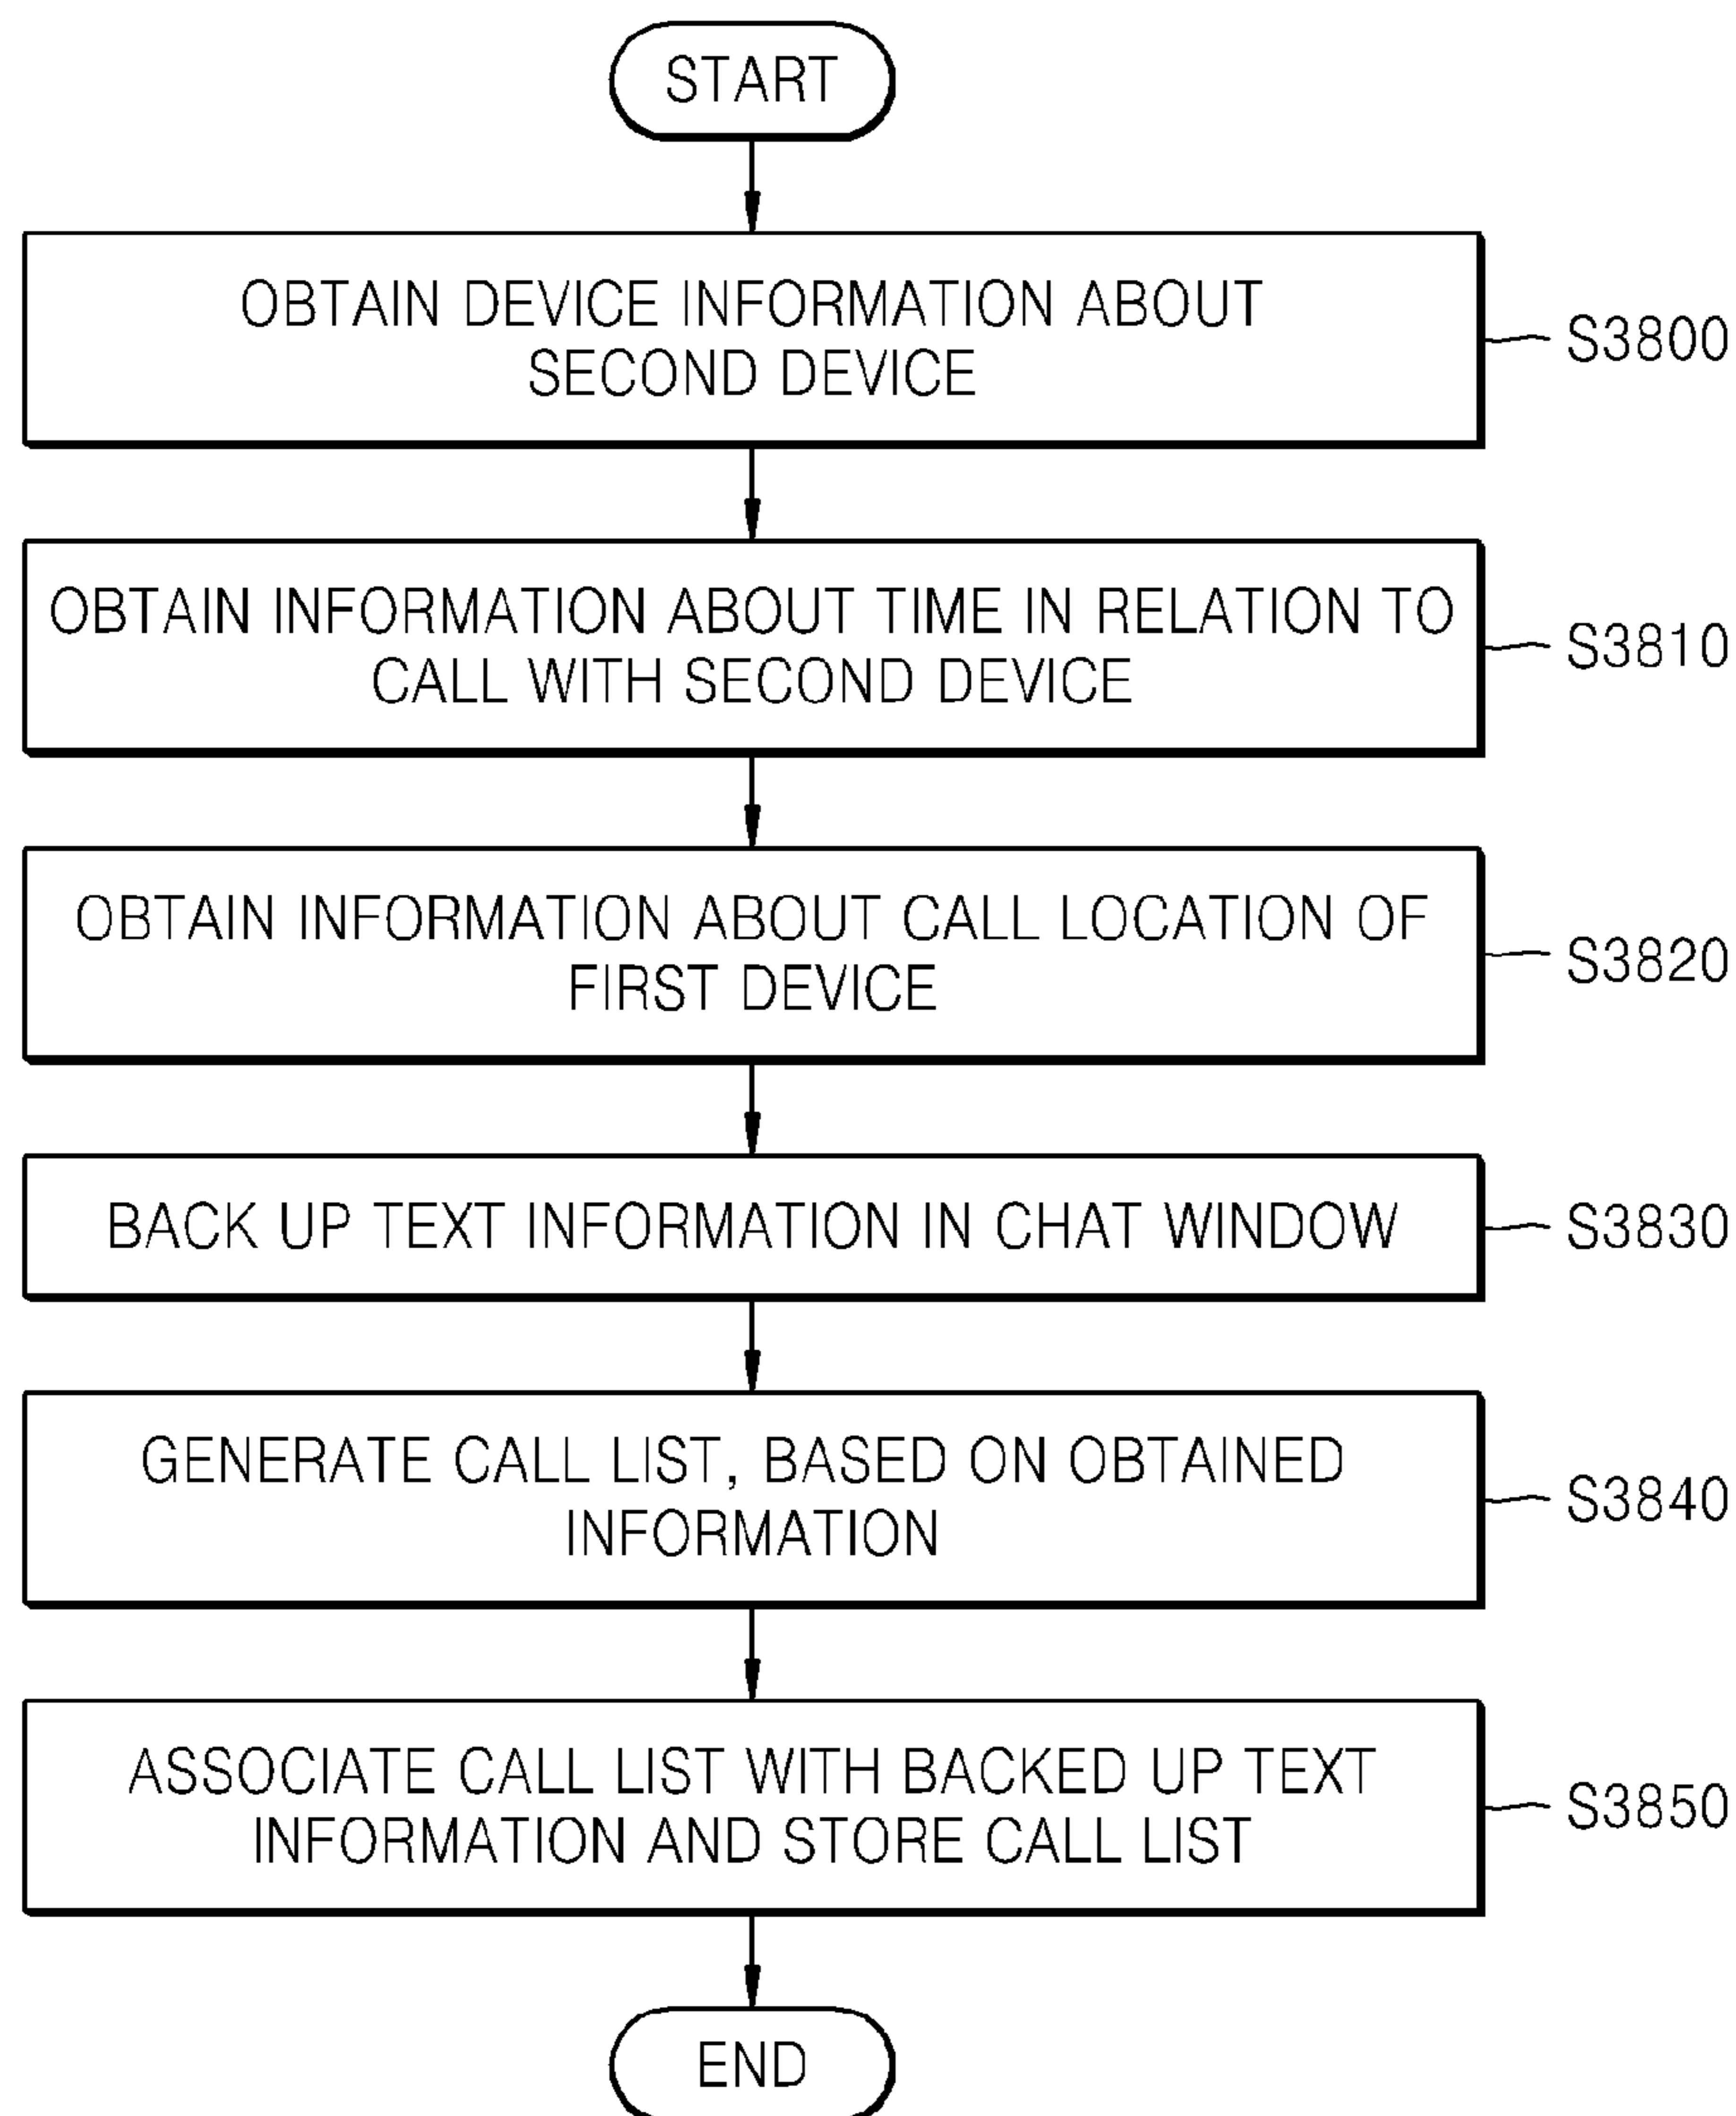 START
OBTAIN DEVICE INFORMATION ABOUT
SECOND DEVICE
S3800
OBTAIN INFORMATION ABOUT TIME IN RELATION TO
CALL WITH SECOND DEVICE
S3810
OBTAIN INFORMATION ABOUT CALL LOCATION OF
FIRST DEVICE
S3820
BACK UP TEXT INFORMATION IN CHAT WINDOW
S3830
GENERATE CALL LIST, BASED ON OBTAINED
INFORMATION
S3840
ASSOCIATE CALL LIST WITH BACKED UP TEXT
INFORMATION AND STORE CALL LIST
S3850
END